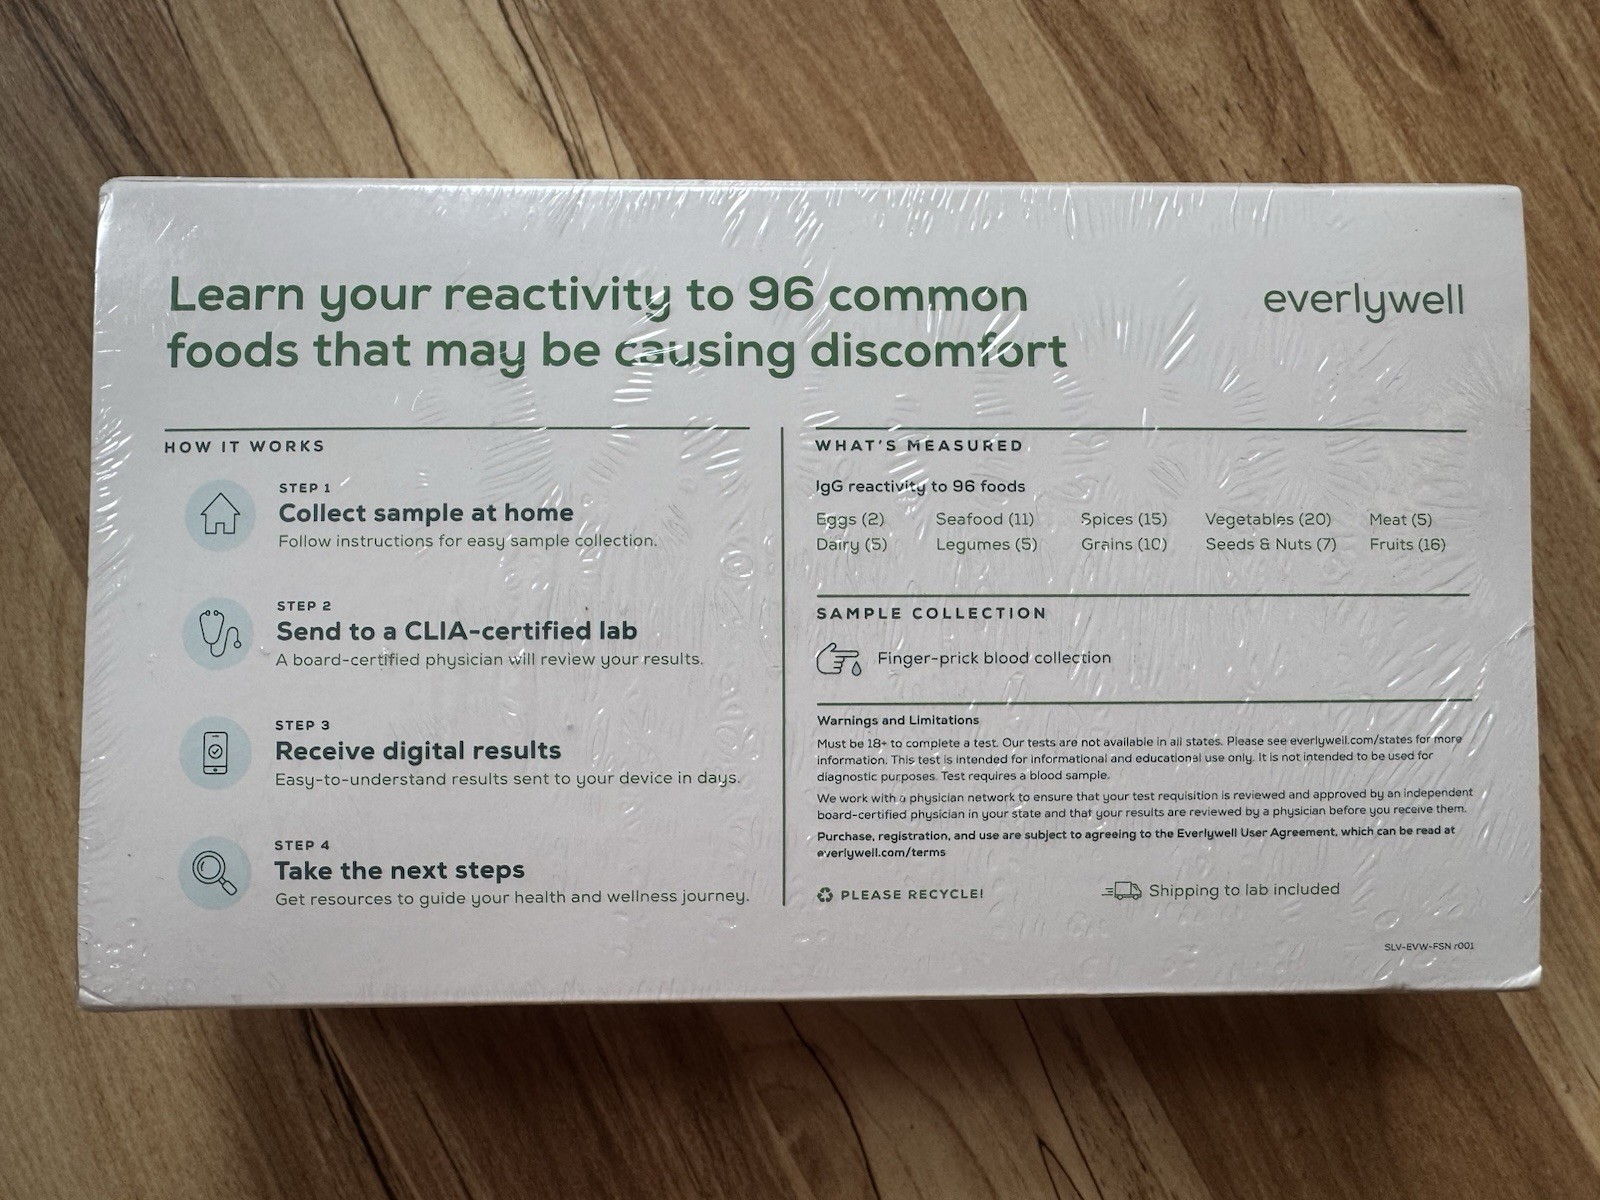 Learn your reactivity to 96 common
foods that may be causing discomfort
everlywell
HOW IT WORKS
STEP 1
Collect sample at home
Follow instructions for easy sample collection.
STEP 2
Send to a CLIA-certified lab
A board-certified physician will review your results.
STEP 3
Receive digital results
Easy-to-understand results sent to your device in days.
STEP 4
Take the next steps
Get resources to guide your health and wellness journey.
WHAT'S MEASURED
IgG reactivity to 96 foods
Eggs (2) Seafood (11) Spices (15) Vegetables (20) Meat (5)
Dairy (5) Legumes (5) Grains (10) Seeds & Nuts (7) Fruits (16)
SAMPLE COLLECTION
Finger-prick blood collection
Warnings and Limitations
Must be 18+ to complete a test. Our tests are not available in all states. Please see everlywell.com/states for more
information. This test is intended for informational and educational use only. It is not intended to be used for
diagnostic purposes. Test requires a blood sample.
We work with a physician network to ensure that your test requisition is reviewed and approved by an independent
board-certified physician in your state and that your results are reviewed by a physician before you receive them.
Purchase, registration, and use are subject to agreeing to the Everlywell User Agreement, which can be read at
everlywell.com/terms
PLEASE RECYCLE!
Shipping to lab included
SLV-EVW-FSN r001